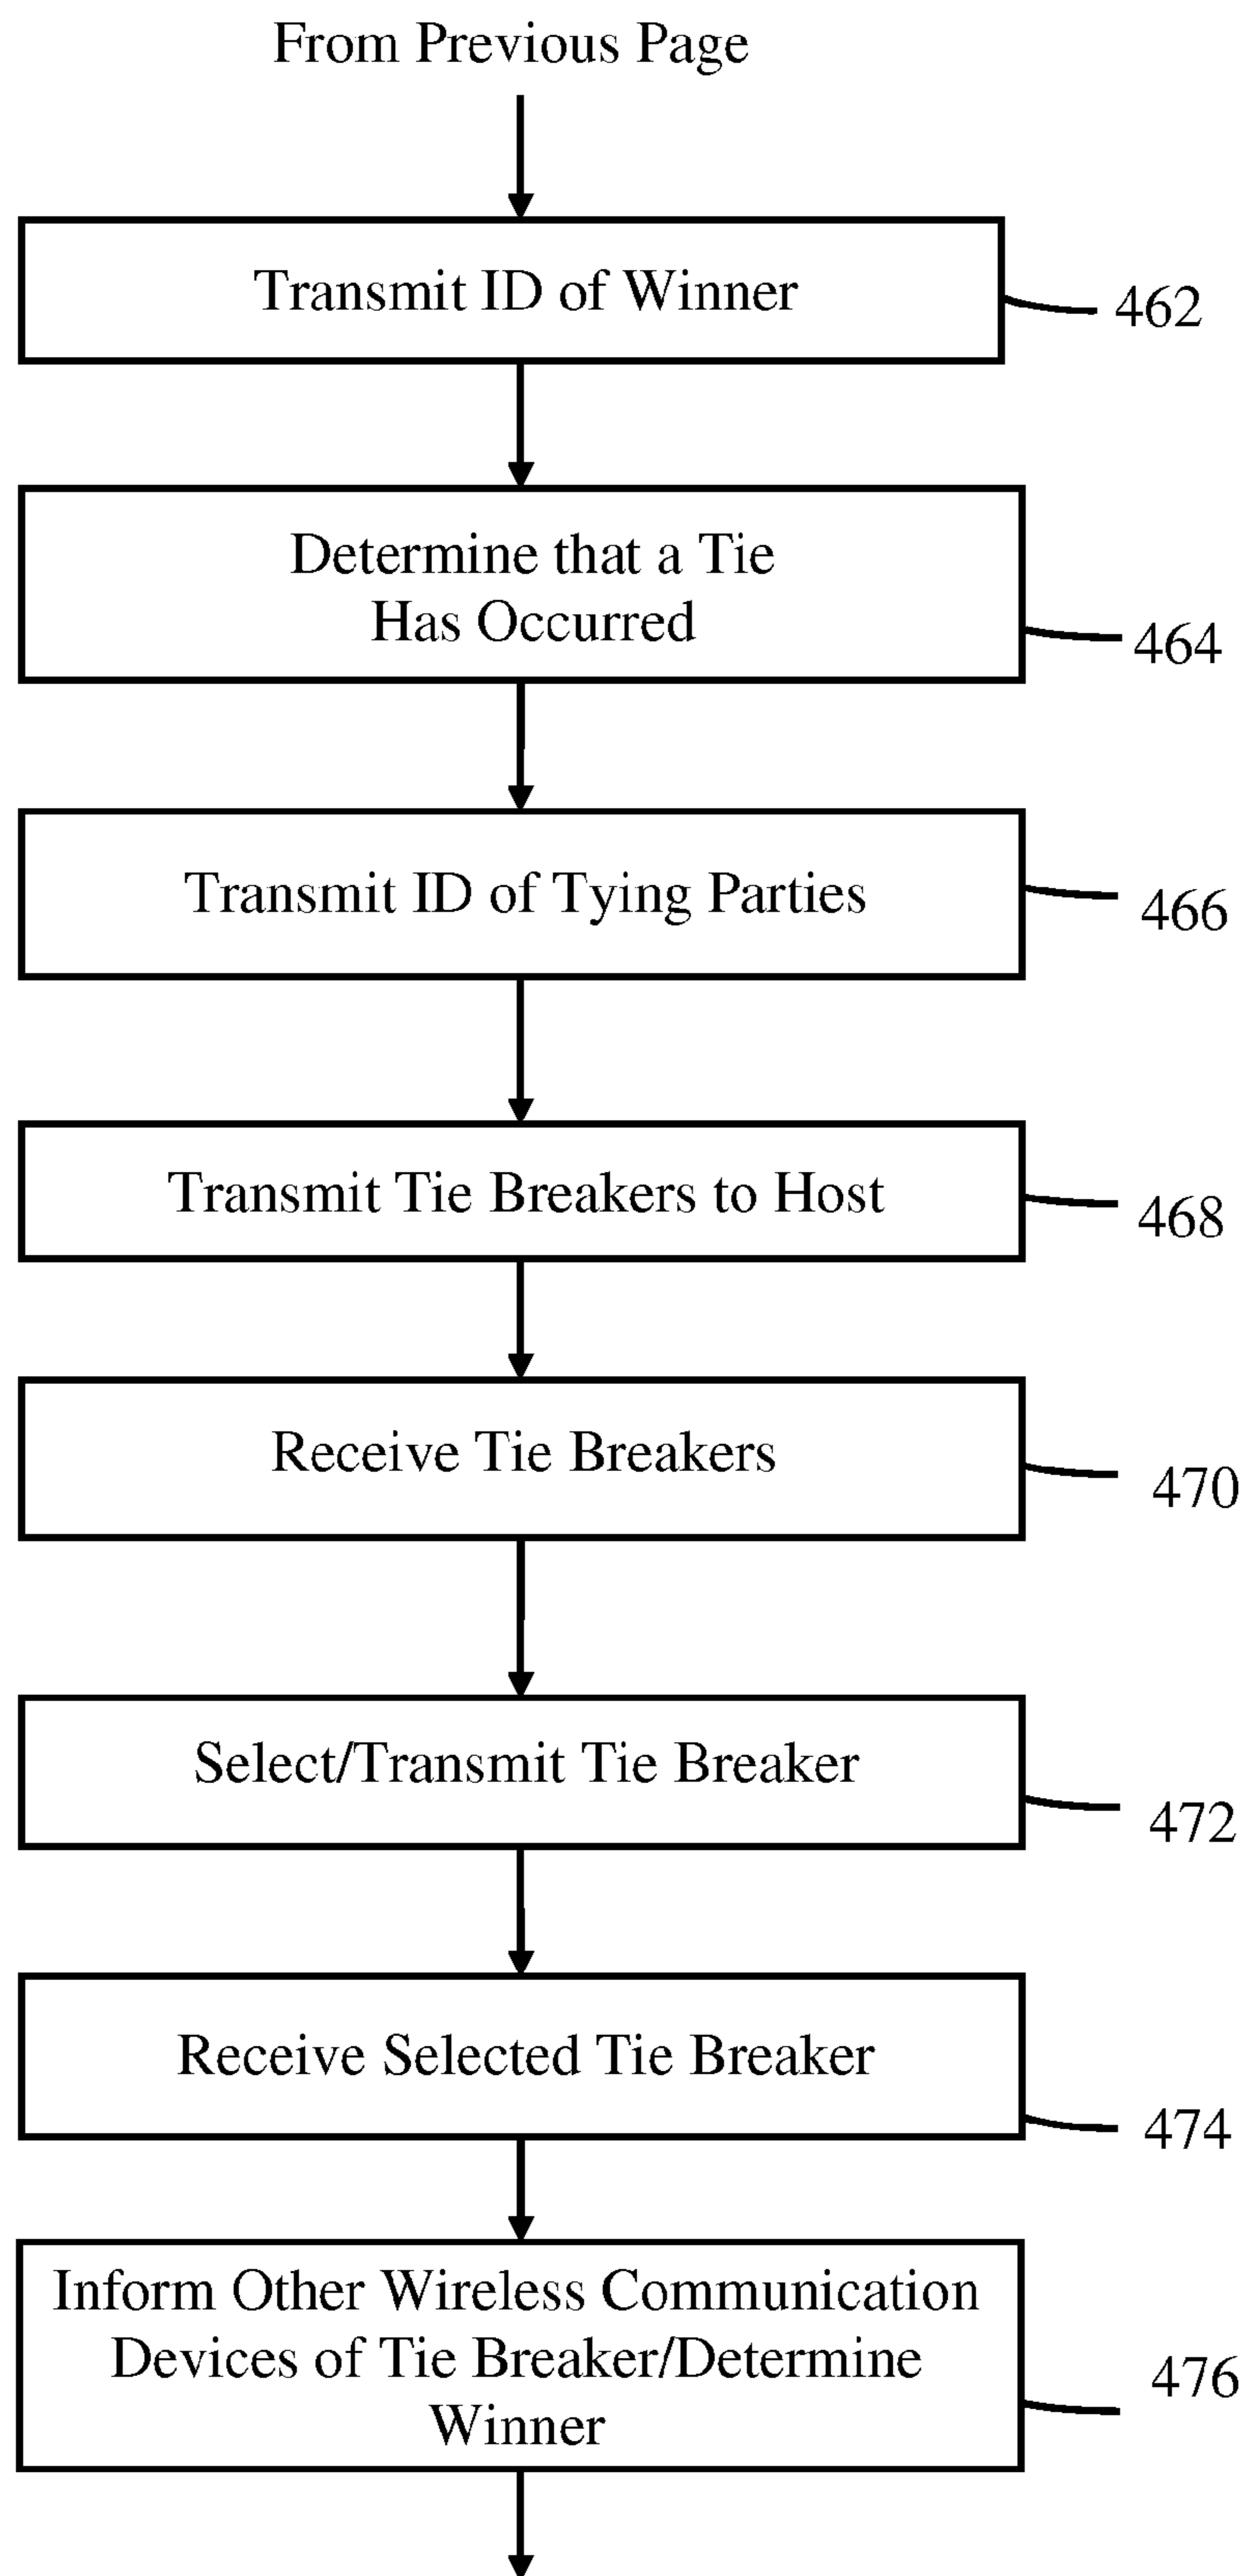 From Previous Page
Transmit ID of Winner
462
Determine that a Tie
Has Occurred
464
Transmit ID of Tying Parties
466
Transmit Tie Breakers to Host
468
Receive Tie Breakers
470
Select/Transmit Tie Breaker
472
Receive Selected Tie Breaker
474
Inform Other Wireless Communication
Devices of Tie Breaker/Determine
Winner
476